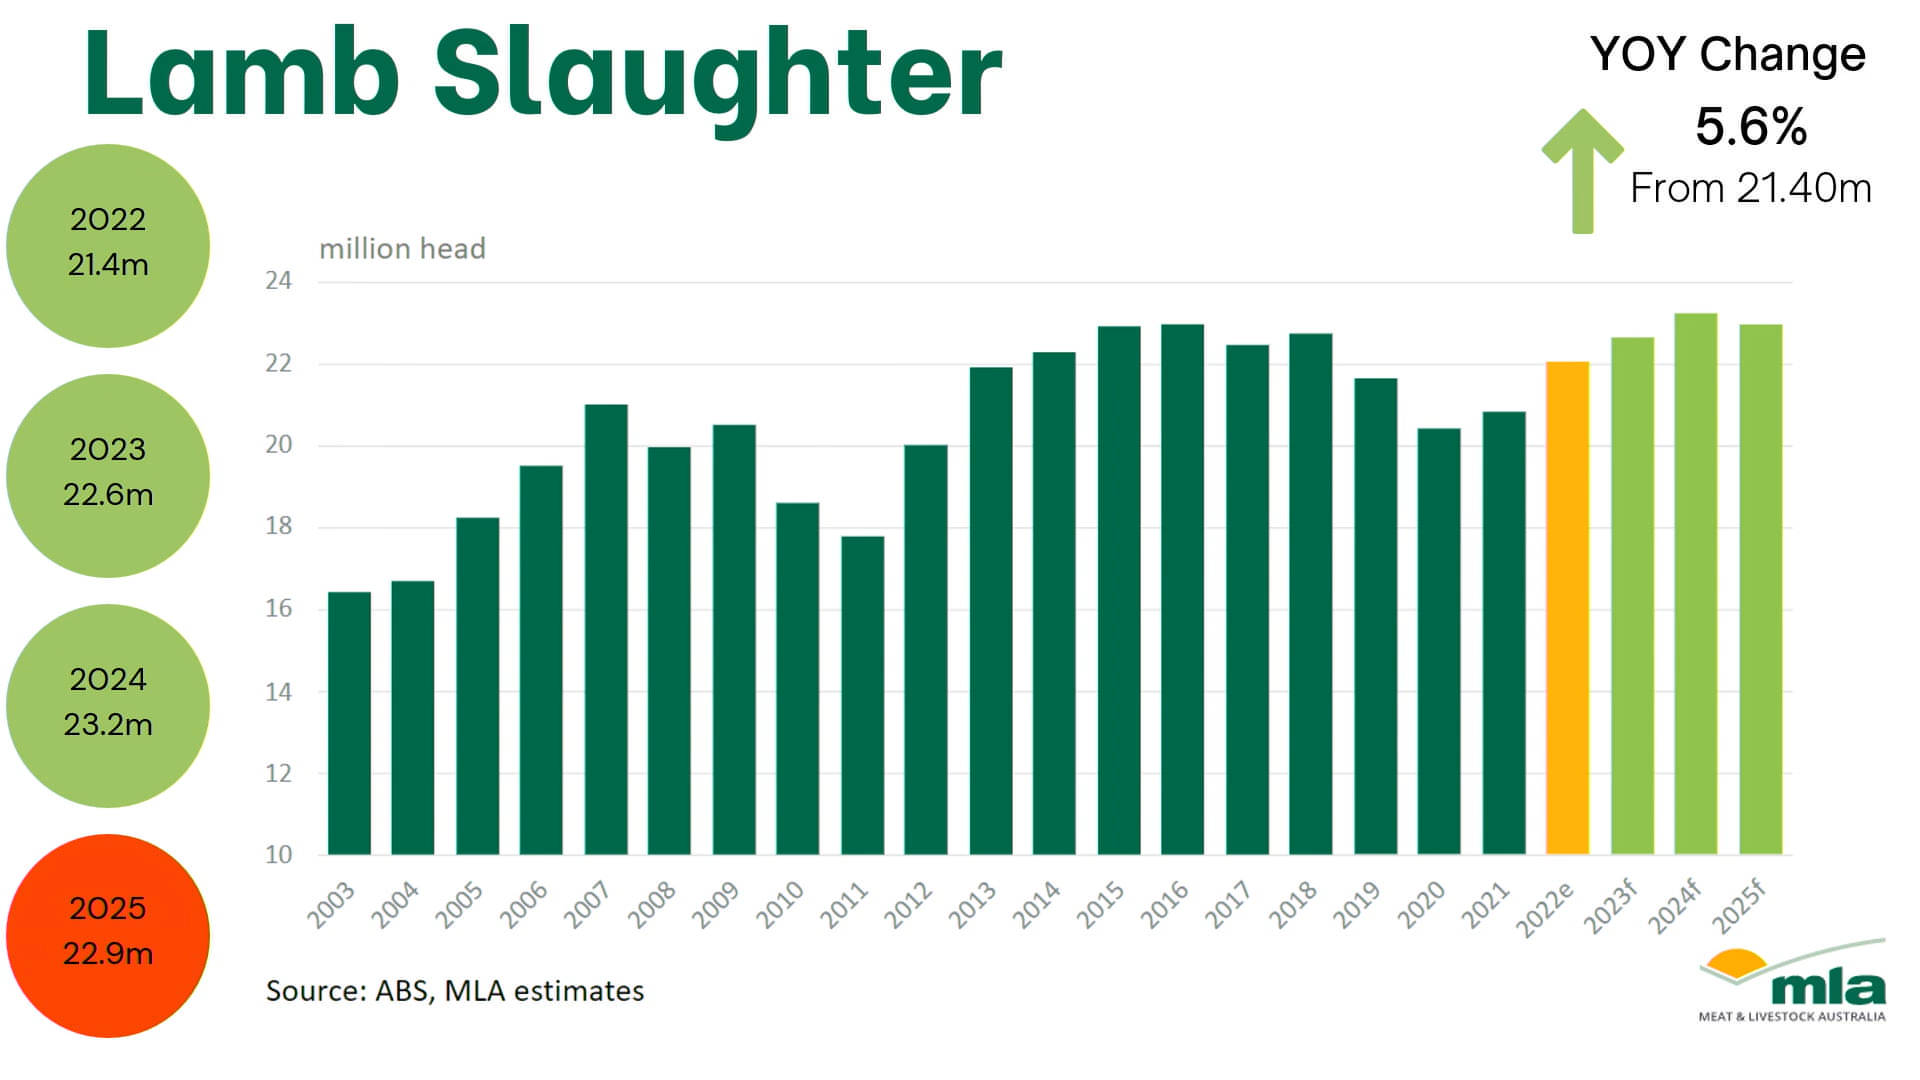 Lamb Slaughter
YOY Change
5.6%
From 21.40m
2022
21.4m
2023
22.6m
2024
23.2m
2025
22.9m
million head
24
22
20
18
16
14
12
10
2003
2004
2005
2006
2007
2008
2009
2010
2011
2012
2013
2014
2015
2016
2017
2018
2019
2020
2021
2022e
2023f
2024f
2025f
Source: ABS, MLA estimates
mla
MEAT & LIVESTOCK AUSTRALIA